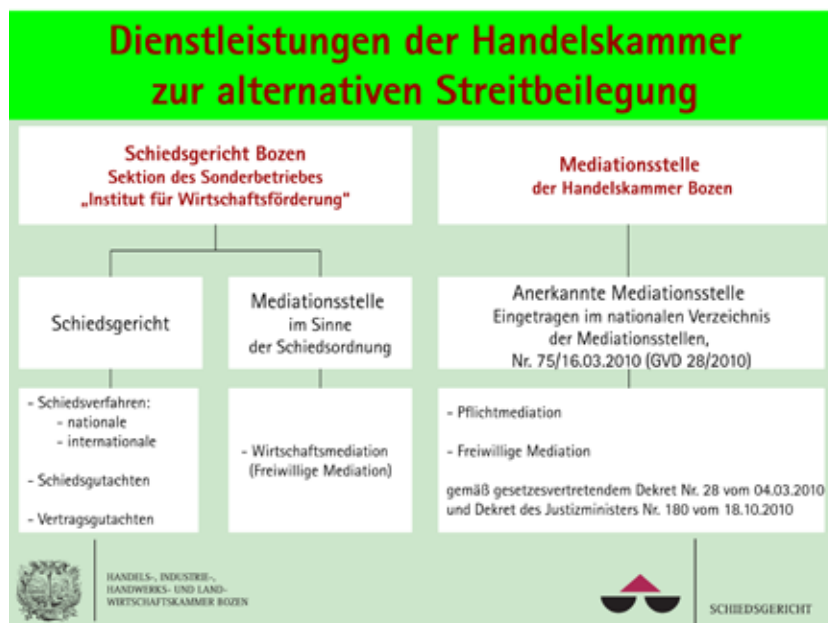 Dienstleistungen der Handelskammer
zur alternativen Streitbeilegung
Schiedsgericht Bozen
Sektion des Sonderbetriebes
„Institut für Wirtschaftsförderung“
Mediationsstelle
der Handelskammer Bozen
Schiedsgericht
Mediationsstelle
im Sinne
der Schiedsordnung
Anerkannte Mediationsstelle
Eingetragen im nationalen Verzeichnis
der Mediationsstellen,
Nr. 75/16.03.2010 (GVD 28/2010)
- Schiedsverfahren:
- nationale
- internationale
- Schiedsgutachten
- Vertragsgutachten
- Wirtschaftsmediation
(Freiwillige Mediation)
- Pflichtmediation
- Freiwillige Mediation
gemäß gesetzesvertretendem Dekret Nr. 28 vom 04.03.2010
und Dekret des Justizministers Nr. 180 vom 18.10.2010
HANDELS-, INDUSTRIE-,
HANDWERKS- UND LAND-
WIRTSCHAFTSKAMMER BOZEN
SCHIEDSGERICHT